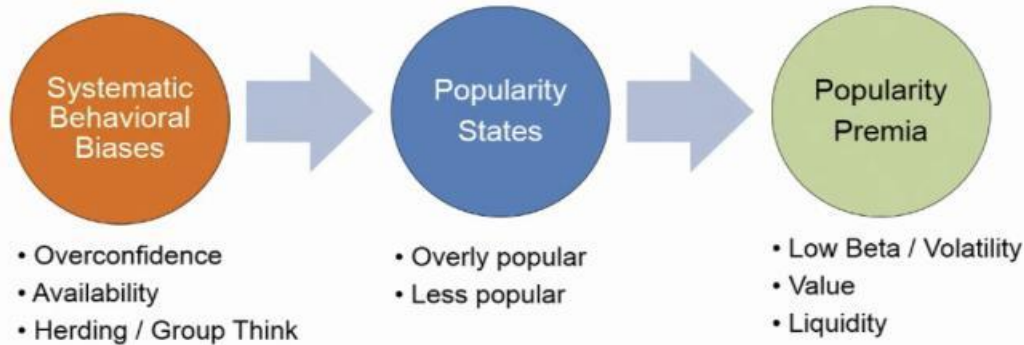 Systematic
Behavioral
Biases
• Overconfidence
• Availability
• Herding / Group Think
Popularity
States
• Overly popular
• Less popular
Popularity
Premia
• Low Beta / Volatility
• Value
• Liquidity